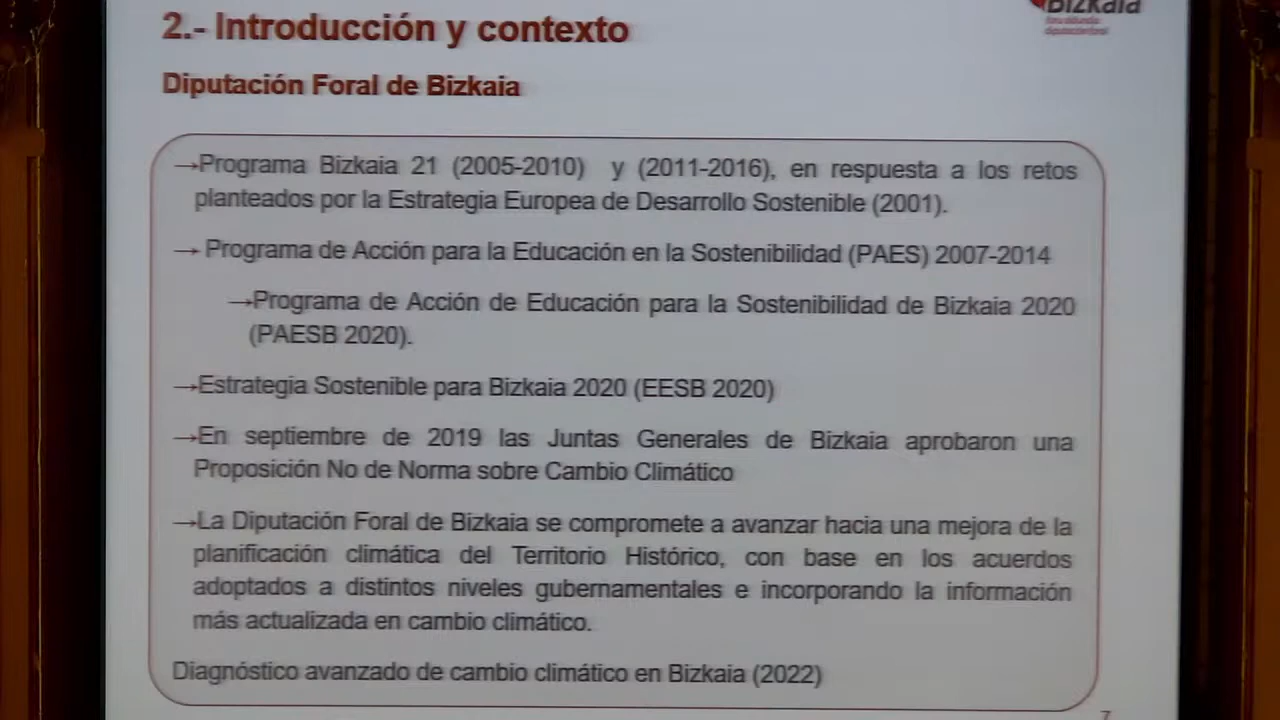 2.- Introducción y contexto
Bizkaia
foru aldundia
diputación foral
Diputación Foral de Bizkaia
→Programa Bizkaia 21 (2005-2010) y (2011-2016), en respuesta a los retos
planteados por la Estrategia Europea de Desarrollo Sostenible (2001).
→ Programa de Acción para la Educación en la Sostenibilidad (PAES) 2007-2014
→Programa de Acción de Educación para la Sostenibilidad de Bizkaia 2020
(PAESB 2020).
→Estrategia Sostenible para Bizkaia 2020 (EESB 2020)
→En septiembre de 2019 las Juntas Generales de Bizkaia aprobaron una
Proposición No de Norma sobre Cambio Climático
→La Diputación Foral de Bizkaia se compromete a avanzar hacia una mejora de la
planificación climática del Territorio Histórico, con base en los acuerdos
adoptados a distintos niveles gubernamentales e incorporando la información
más actualizada en cambio climático.
Diagnóstico avanzado de cambio climático en Bizkaia (2022)
7